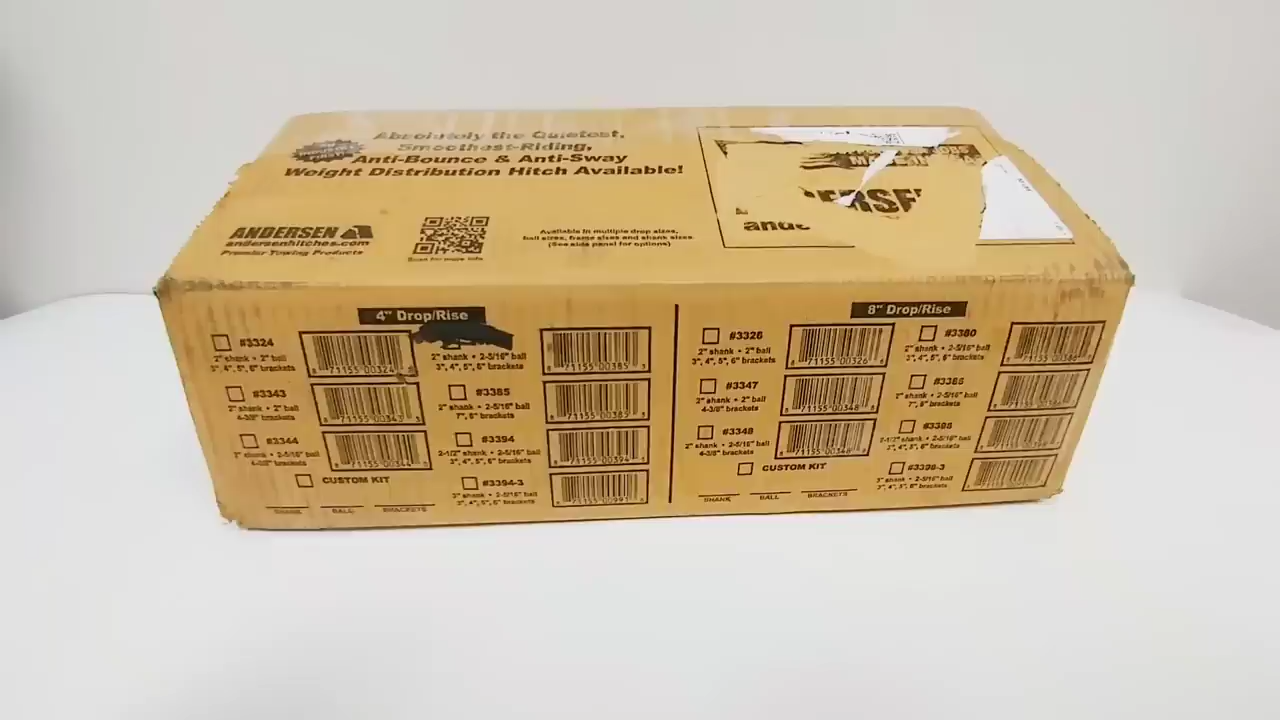 Absolutely the Quietest,
Smoothest-Riding,
Anti-Bounce & Anti-Sway
Weight Distribution Hitch Available!
ANDERSEN
andersenhitches.com
Premier Towing Products
Scan for more info
Available in multiple drop sizes,
ball sizes, frame sizes and shank sizes
(See side panel for options)
4" Drop/Rise
#3324
2" shank • 2" ball
3", 4", 5", 6" brackets
71155 00324
2" shank • 2-5/16" ball
3", 4", 5", 6" brackets
#3343
2" shank • 2" ball
4-3/8" brackets
#3385
2" shank • 2-5/16" ball
7", 8" brackets
71155 00385
#3344
2" shank • 2-5/16" ball
71155 00344
#3394
2-1/2" shank • 2-5/16" ball
3", 4", 5", 6" brackets
71155 00394
CUSTOM KIT
SHANK BALL BRACKETS
#3394-3
3" shank • 2-5/16" ball
3", 4", 5", 6" brackets
8" Drop/Rise
#3326
2" shank • 2" ball
3", 4", 5", 6" brackets
71155 00326
#3380
2" shank • 2-5/16" ball
3", 4", 5", 6" brackets
#3347
2" shank • 2" ball
4-3/8" brackets
71155 00348
#3386
2" shank • 2-5/16" ball
7", 8" brackets
#3348
2" shank • 2-5/16" ball
4-3/8" brackets
71155 00348
#3398
2-1/2" shank • 2-5/16" ball
3", 4", 5", 6" brackets
CUSTOM KIT
SHANK BALL BRACKETS
#3398-3
3" shank • 2-5/16" ball
3", 4", 5", 6" brackets